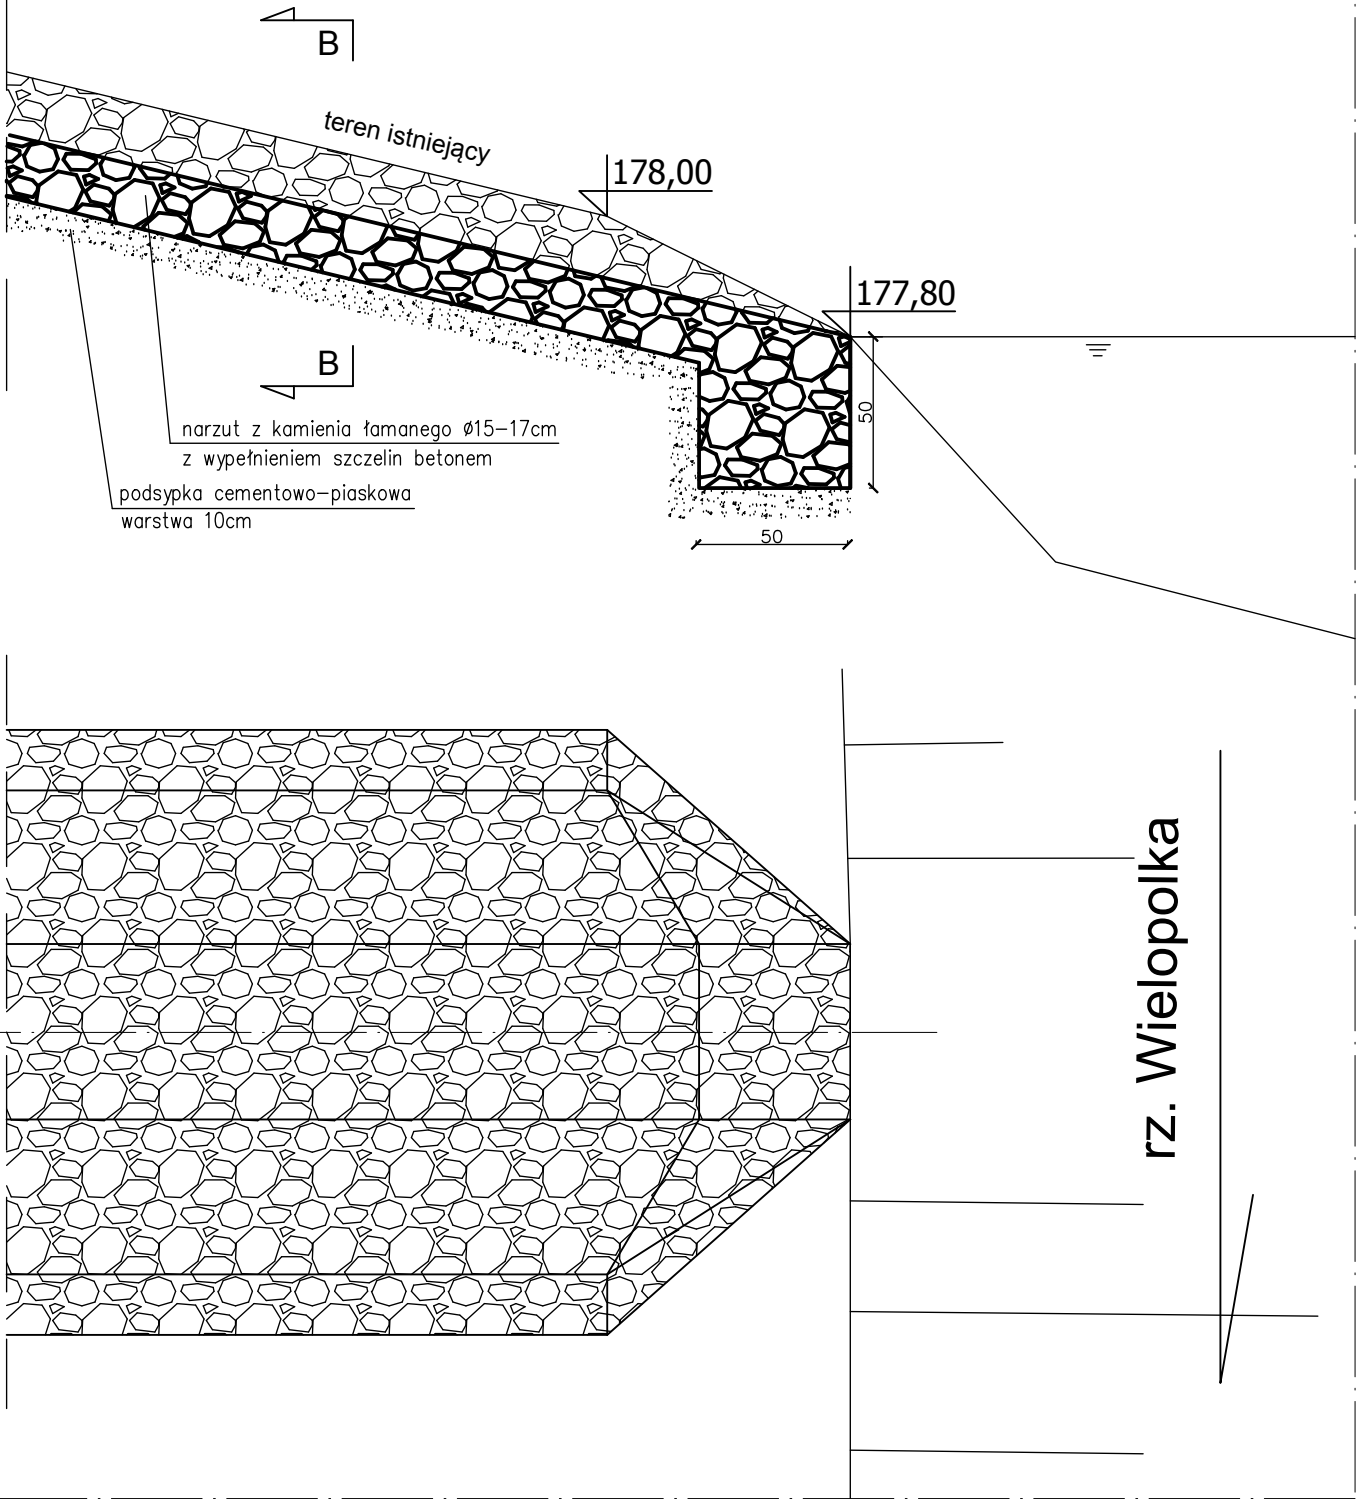 B
teren istniejący
178,00
177,80
B
50
narzut z kamienia łamanego ø15-17cm
z wypełnieniem szczelin betonem
podsypka cementowo-piaskowa
warstwa 10cm
50
rz. Wielopolka